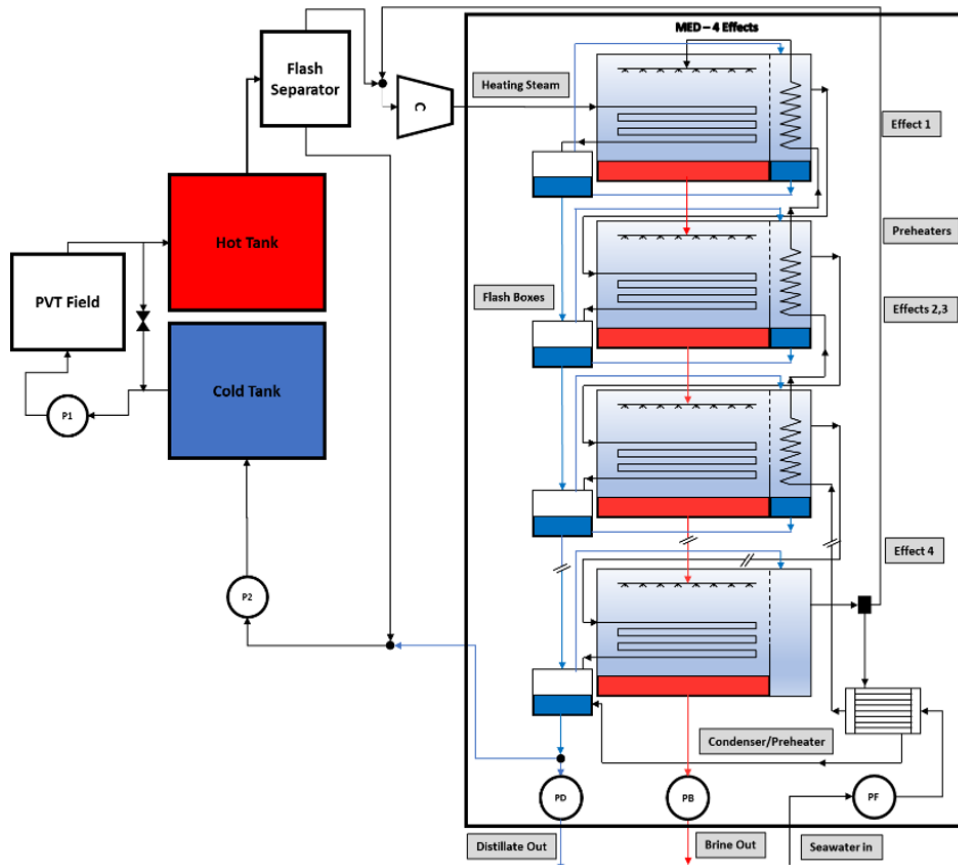 MED – 4 Effects
Flash
Separator
C
Heating Steam
Effect 1
Hot Tank
Preheaters
PVT Field
Flash Boxes
Effects 2,3
Cold Tank
P1
Effect 4
P2
Condenser/Preheater
PD
PB
PF
Distillate Out
Brine Out
Seawater in